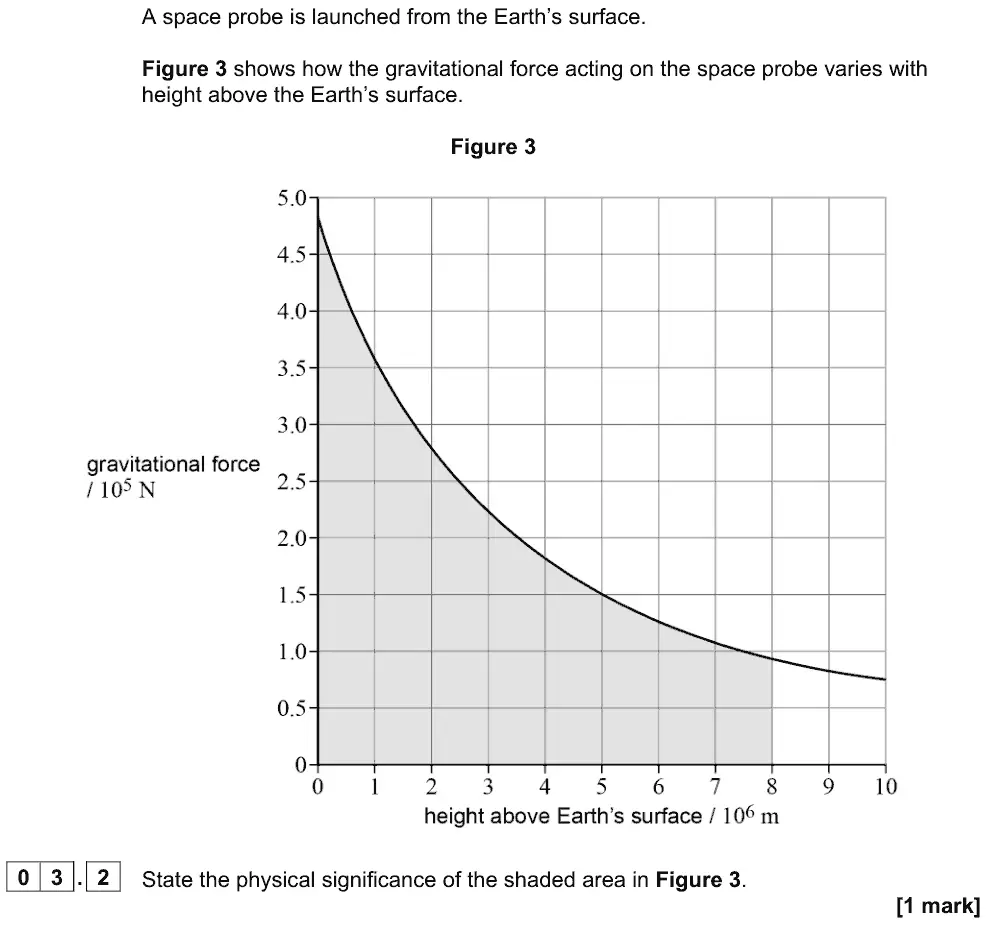 A space probe is launched from the Earth’s surface.
Figure 3 shows how the gravitational force acting on the space probe varies with
height above the Earth’s surface.
Figure 3
5.0
4.5
4.0
3.5
3.0
gravitational force
/ 10⁵ N
2.5
2.0
1.5
1.0
0.5
0
0 1 2 3 4 5 6 7 8 9 10
height above Earth’s surface / 10⁶ m
0 3 . 2 State the physical significance of the shaded area in Figure 3.
[1 mark]